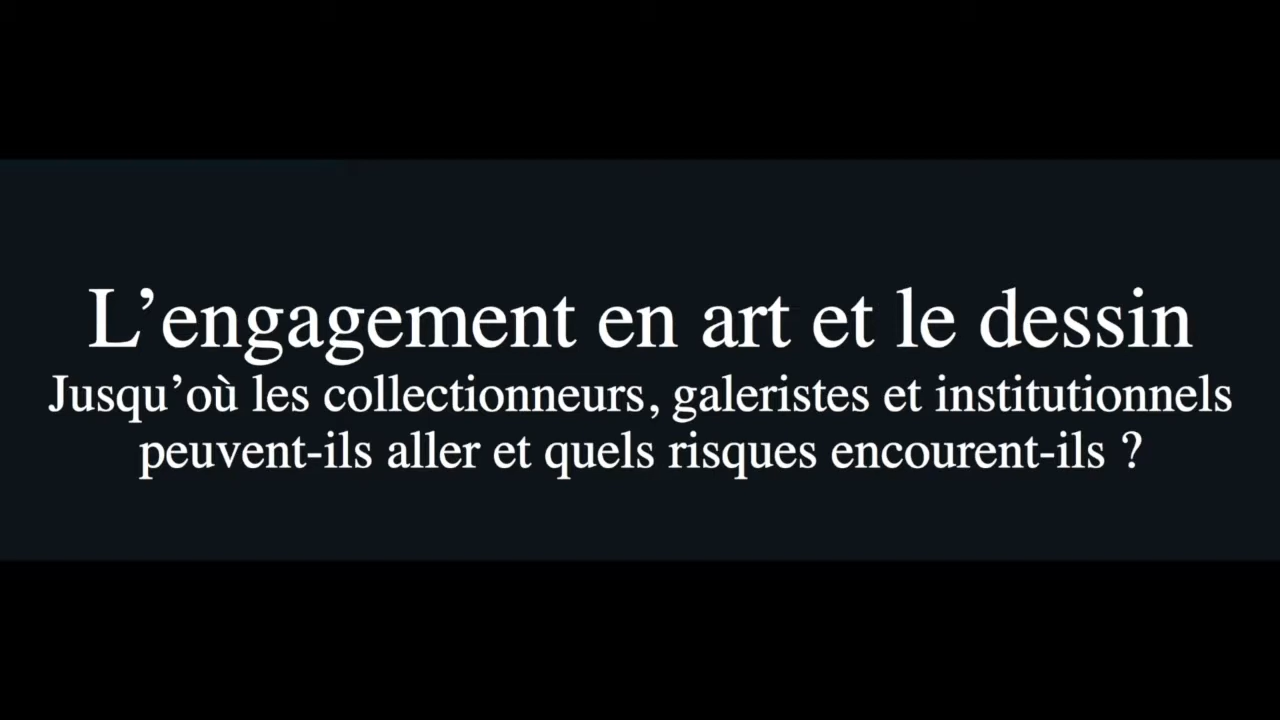 L’engagement en art et le dessin
Jusqu’où les collectionneurs, galeristes et institutionnels
peuvent-ils aller et quels risques encourent-ils ?